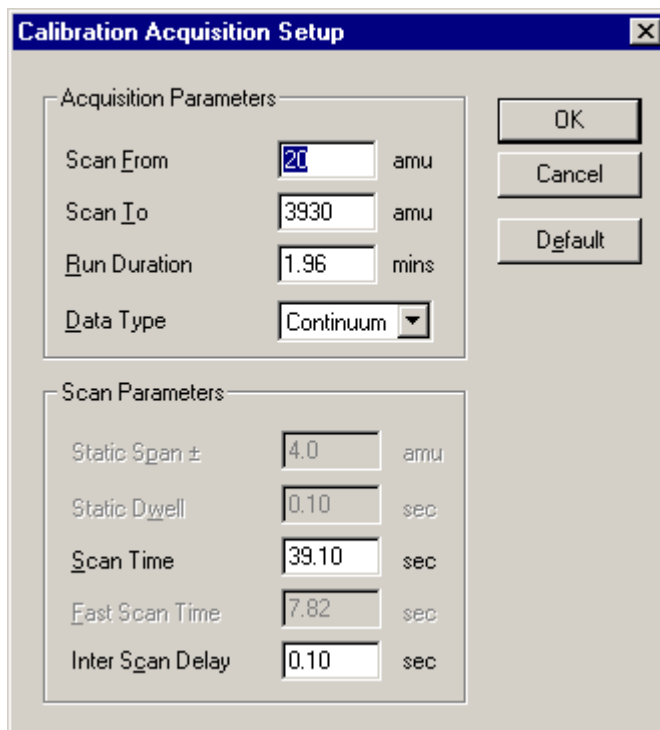 Calibration Acquisition Setup
Acquisition Parameters
Scan From 20 amu
Scan To 3930 amu
Run Duration 1.96 mins
Data Type Continuum
OK
Cancel
Default
Scan Parameters
Static Span ± 4.0 amu
Static Dwell 0.10 sec
Scan Time 39.10 sec
Fast Scan Time 7.82 sec
Inter Scan Delay 0.10 sec